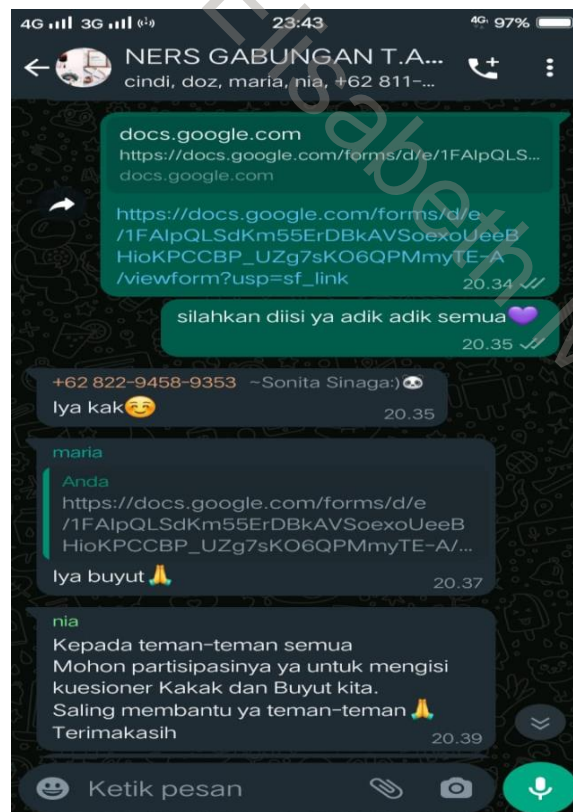 4G 3G 23:43 4G 97%
NERS GABUNGAN T.A...
cindi, doz, maria, nia, +62 811-...
docs.google.com
https://docs.google.com/forms/d/e/1FAIpQLS...
docs.google.com
https://docs.google.com/forms/d/e
/1FAIpQLSdKm55ErDBkAVSoexoUeeB
HioKPCCBP_UZg7sKO6QPMmyTE-A
/viewform?usp=sf_link
20.34
silahkan diisi ya adik adik semua💜
20.35
+62 822-9458-9353 ~Sonita Sinaga:)🐼
Iya kak☺️
20.35
maria
Anda
https://docs.google.com/forms/d/e
/1FAIpQLSdKm55ErDBkAVSoexoUeeB
HioKPCCBP_UZg7sKO6QPMmyTE-A/...
Iya buyut🙏
20.37
nia
Kepada teman-teman semua
Mohon partisipasinya ya untuk mengisi
kuesioner Kakak dan Buyut kita.
Saling membantu ya teman-teman 🙏
Terimakasih
20.39
Ketik pesan
Elisabeth